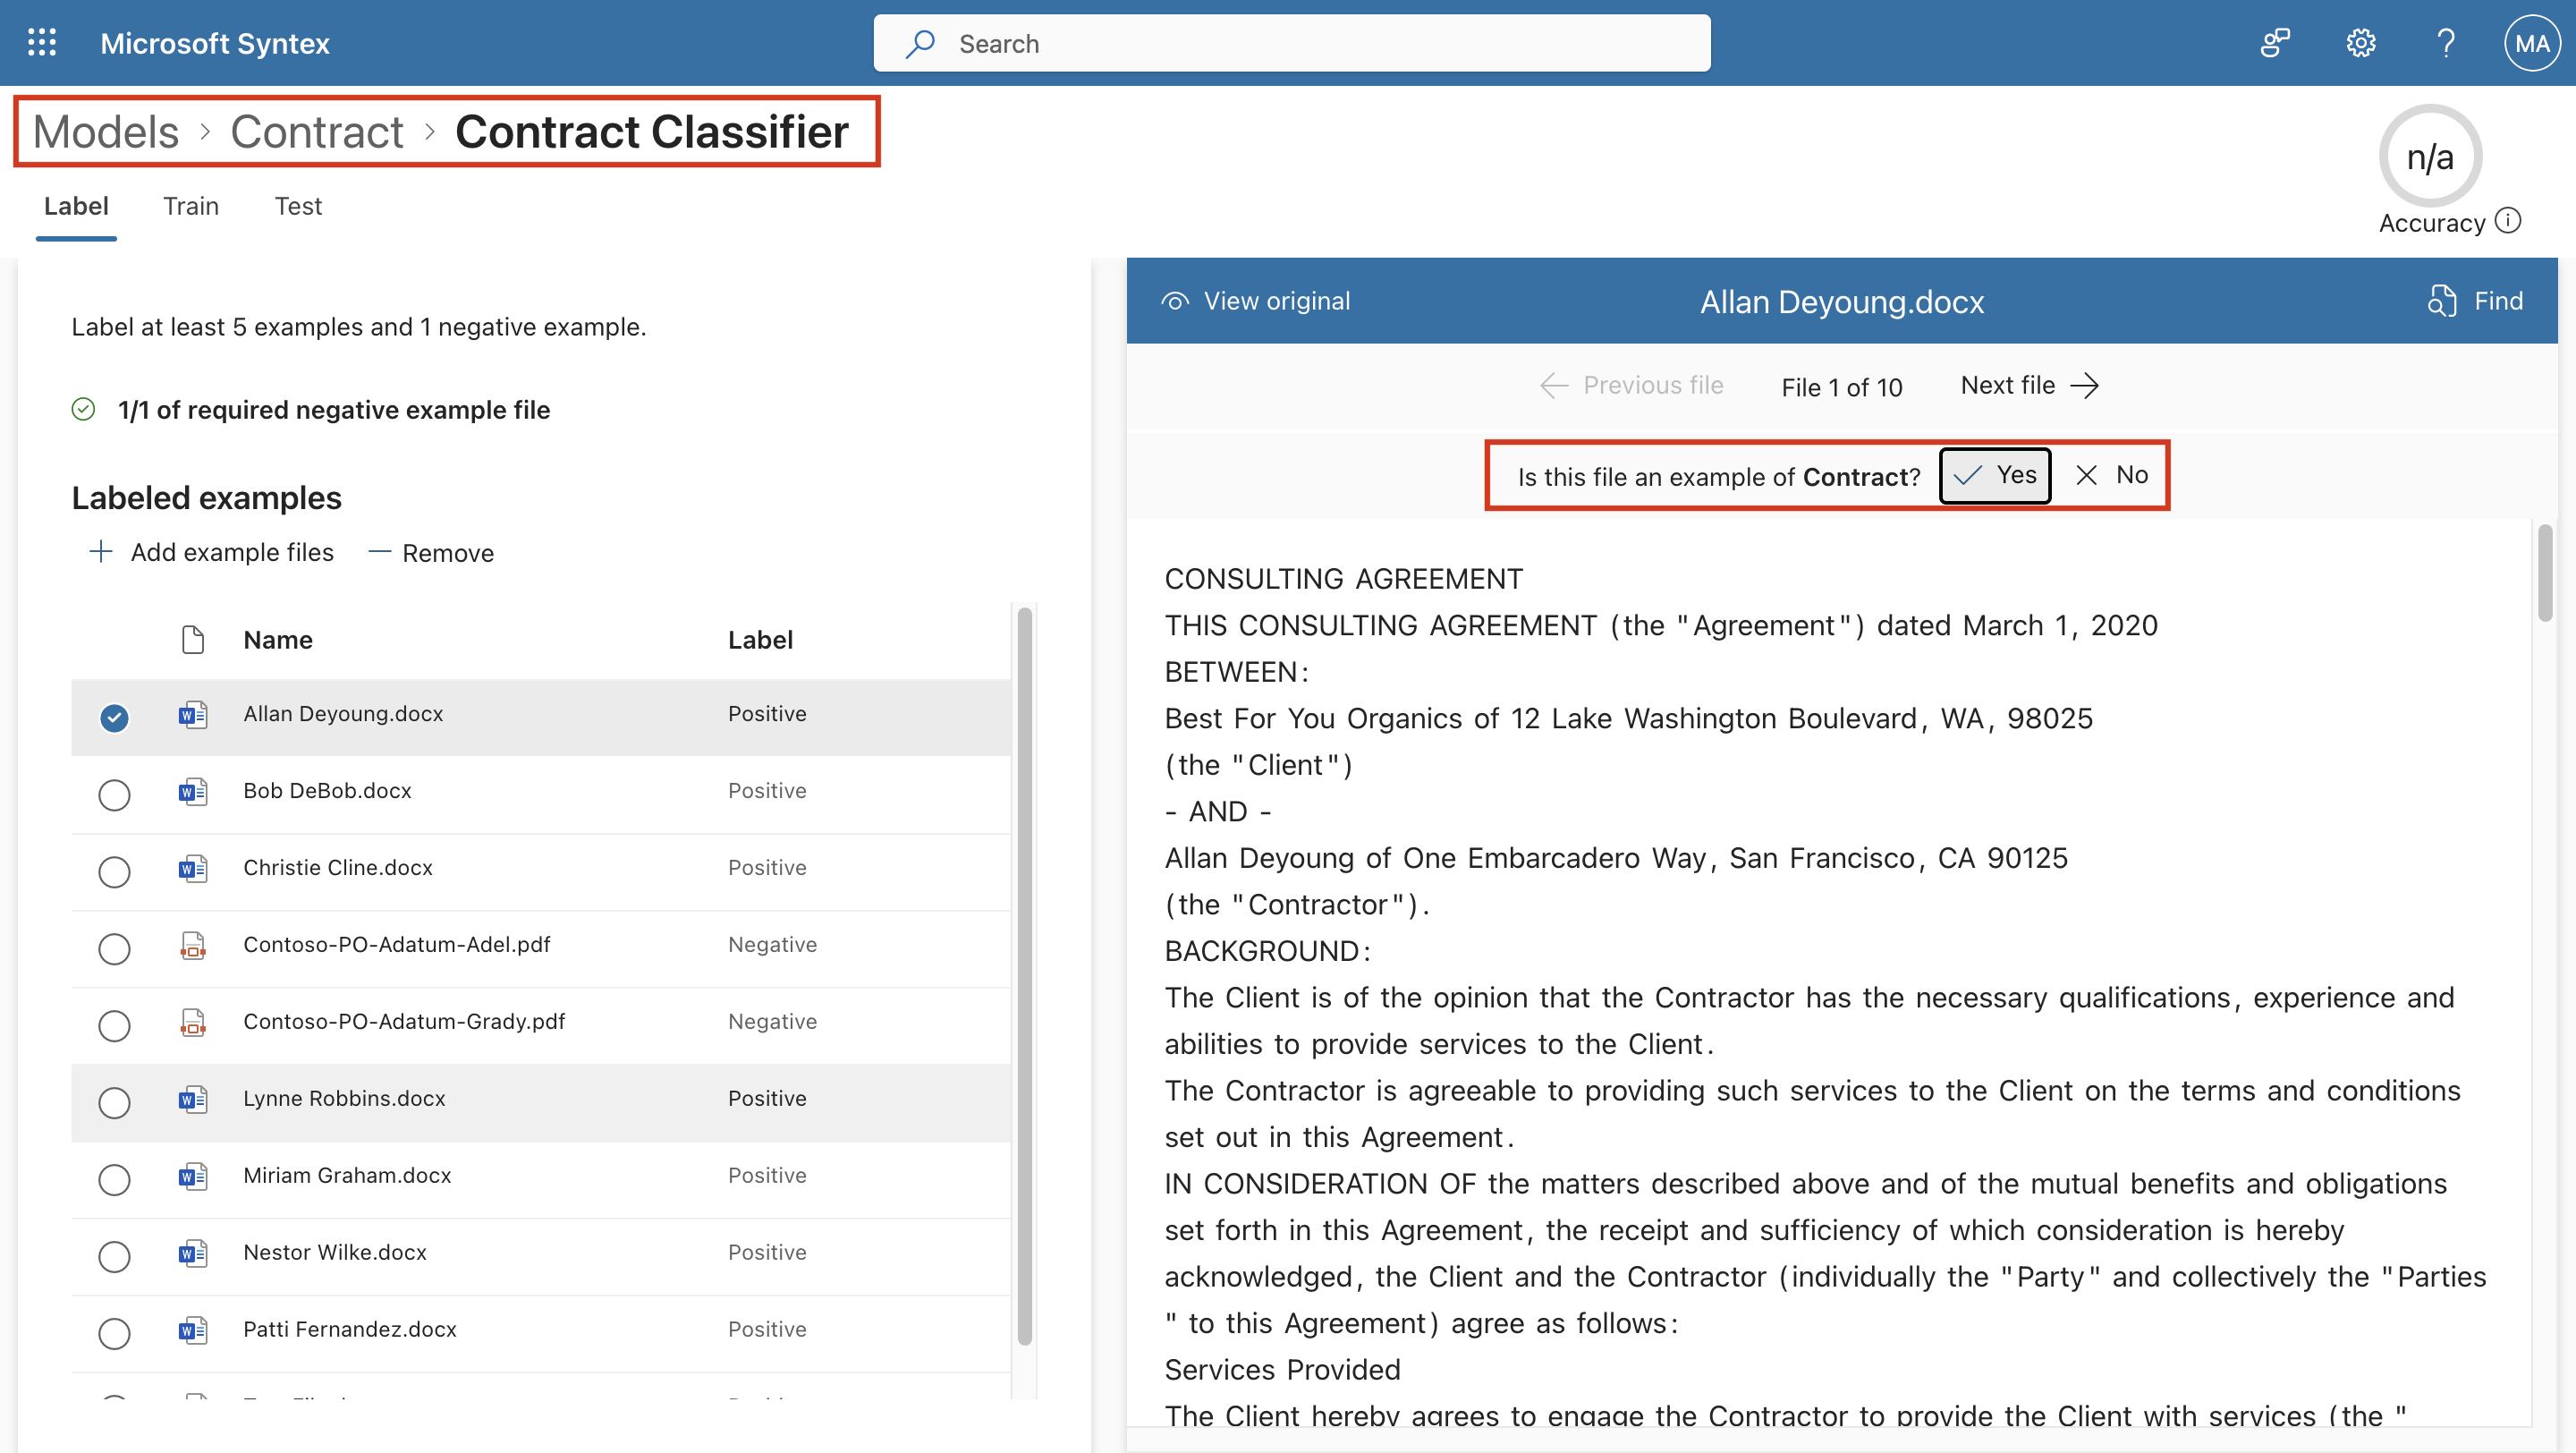 Microsoft Syntex
Search
MA
Models > Contract > Contract Classifier
n/a
Accuracy
Label Train Test
Label at least 5 examples and 1 negative example.
1/1 of required negative example file
Labeled examples
Add example files Remove
Name Label
Allan Deyoung.docx Positive
Bob DeBob.docx Positive
Christie Cline.docx Positive
Contoso-PO-Adatum-Adel.pdf Negative
Contoso-PO-Adatum-Grady.pdf Negative
Lynne Robbins.docx Positive
Miriam Graham.docx Positive
Nestor Wilke.docx Positive
Patti Fernandez.docx Positive
View original Allan Deyoung.docx Find
Previous file File 1 of 10 Next file
Is this file an example of Contract? Yes No
CONSULTING AGREEMENT
THIS CONSULTING AGREEMENT (the "Agreement") dated March 1, 2020
BETWEEN:
Best For You Organics of 12 Lake Washington Boulevard, WA, 98025
(the "Client")
- AND -
Allan Deyoung of One Embarcadero Way, San Francisco, CA 90125
(the "Contractor").
BACKGROUND:
The Client is of the opinion that the Contractor has the necessary qualifications, experience and
abilities to provide services to the Client.
The Contractor is agreeable to providing such services to the Client on the terms and conditions
set out in this Agreement.
IN CONSIDERATION OF the matters described above and of the mutual benefits and obligations
set forth in this Agreement, the receipt and sufficiency of which consideration is hereby
acknowledged, the Client and the Contractor (individually the "Party" and collectively the "Parties
" to this Agreement) agree as follows:
Services Provided
The Client hereby agrees to engage the Contractor to provide the Client with services (the "